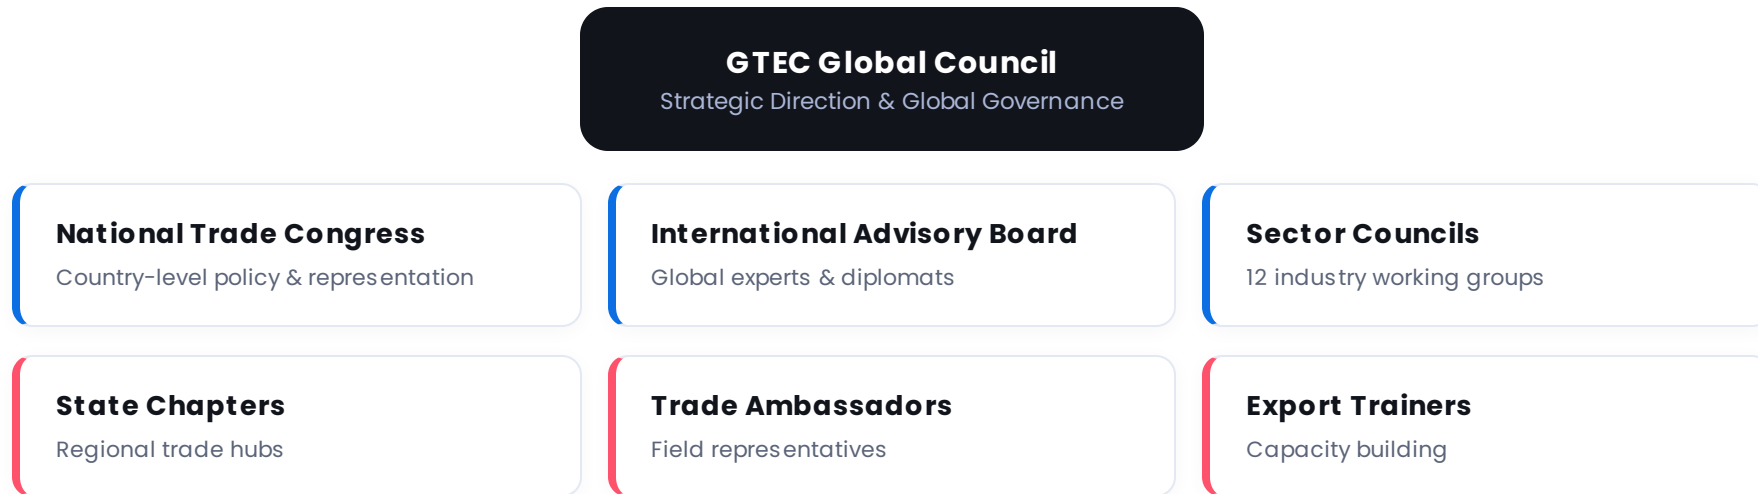 GTEC Global Council
Strategic Direction & Global Governance
National Trade Congress
Country-level policy & representation
International Advisory Board
Global experts & diplomats
Sector Councils
12 industry working groups
State Chapters
Regional trade hubs
Trade Ambassadors
Field representatives
Export Trainers
Capacity building